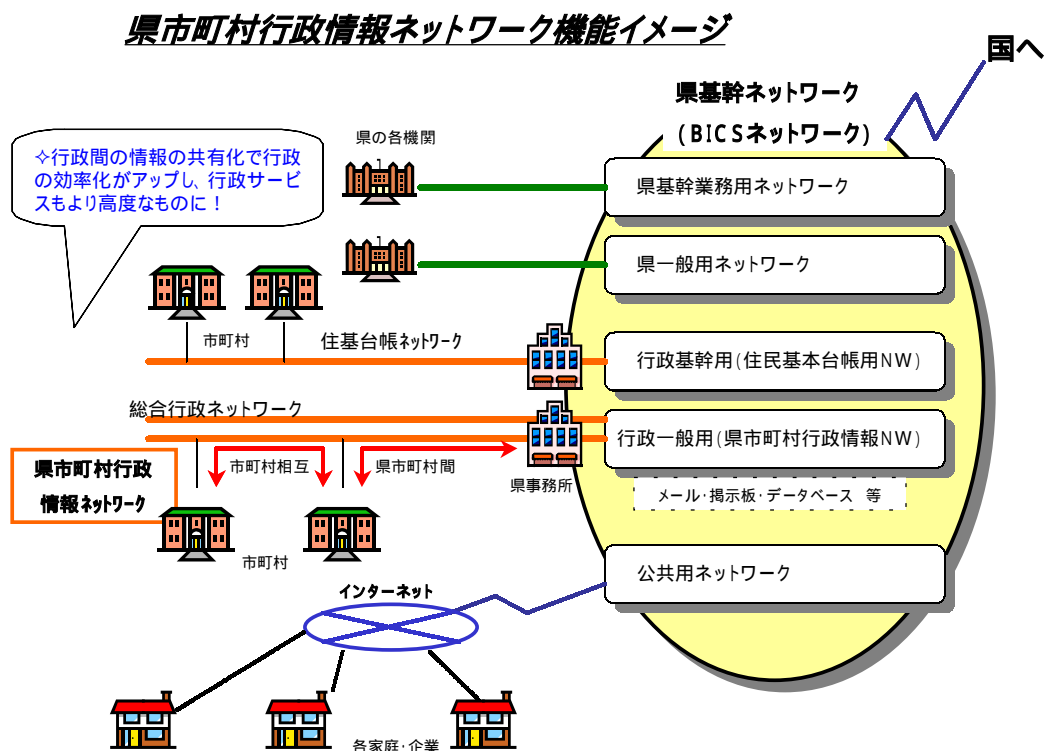 県市町村行政情報ネットワーク機能イメージ
国へ
県基幹ネットワーク
(BICSネットワーク)
県の各機関
✧行政間の情報の共有化で行政
の効率化がアップし、行政サービ
スもより高度なものに！
県基幹業務用ネットワーク
県一般用ネットワーク
市町村
住基台帳ネットワーク
行政基幹用(住民基本台帳用NW)
総合行政ネットワーク
行政一般用(県市町村行政情報NW)
県市町村行政
情報ネットワーク
市町村相互
県市町村間
県事務所
メール・掲示板・データベース 等
市町村
公共用ネットワーク
インターネット
各家庭・企業